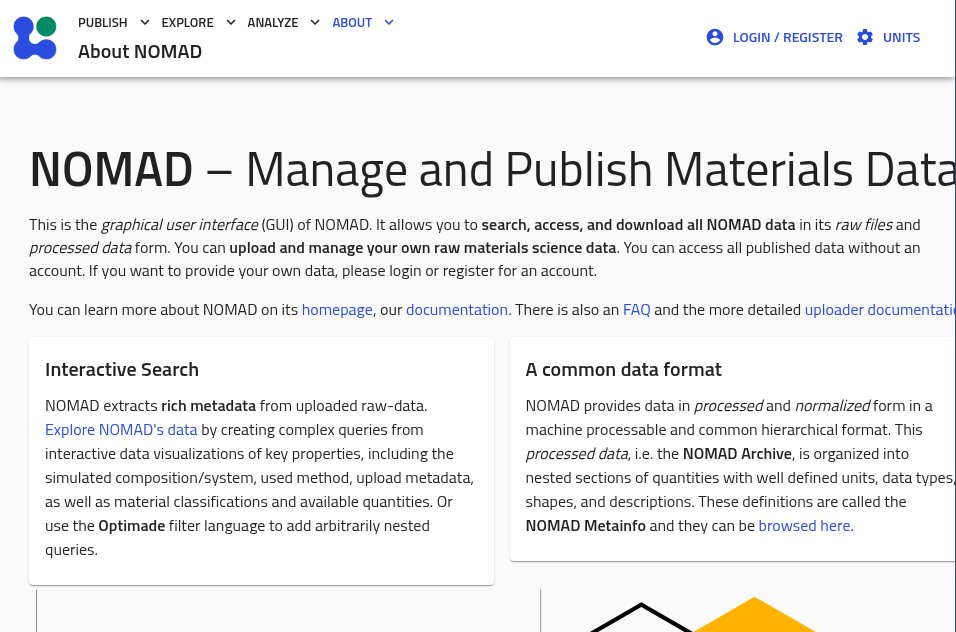 PUBLISH EXPLORE ANALYZE ABOUT
About NOMAD
LOGIN / REGISTER UNITS
NOMAD – Manage and Publish Materials Data
This is the graphical user interface (GUI) of NOMAD. It allows you to search, access, and download all NOMAD data in its raw files and
processed data form. You can upload and manage your own raw materials science data. You can access all published data without an
account. If you want to provide your own data, please login or register for an account.
You can learn more about NOMAD on its homepage, our documentation. There is also an FAQ and the more detailed uploader
Interactive Search
NOMAD extracts rich metadata from uploaded raw-data.
Explore NOMAD's data by creating complex queries from
interactive data visualizations of key properties, including the
simulated composition/system, used method, upload metadata,
as well as material classifications and available quantities. Or
use the Optimade filter language to add arbitrarily nested
queries.
A common data format
NOMAD provides data in processed and normalized form in a
machine processable and common hierarchical format. This
processed data, i.e. the NOMAD Archive, is organized into
nested sections of quantities with well defined units, data types,
shapes, and descriptions. These definitions are called the
NOMAD Metainfo and they can be browsed here.